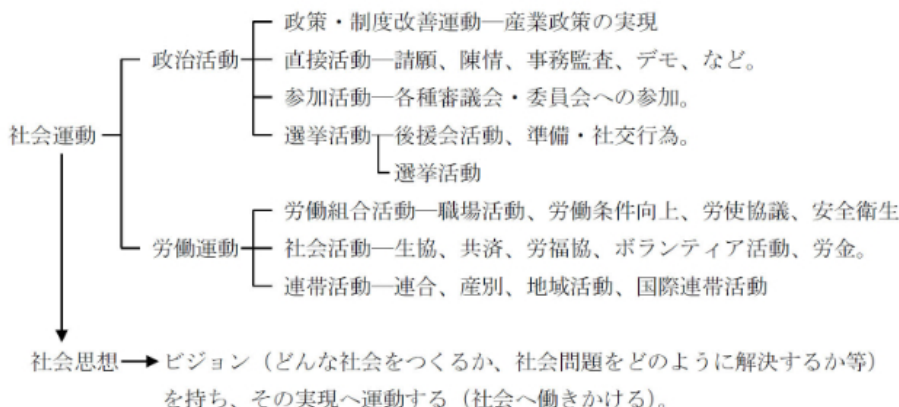 政策・制度改善運動―産業政策の実現
政治活動
直接活動―請願、陳情、事務監査、デモ、など。
参加活動―各種審議会・委員会への参加。
社会運動
選挙活動
後援会活動、準備・社交行為。
選挙活動
労働組合活動―職場活動、労働条件向上、労使協議、安全衛生
労働運動
社会活動―生協、共済、労福協、ボランティア活動、労金。
連帯活動―連合、産別、地域活動、国際連帯活動
社会思想
ビジョン（どんな社会をつくるか、社会問題をどのように解決するか等）
を持ち、その実現へ運動する（社会へ働きかける）。